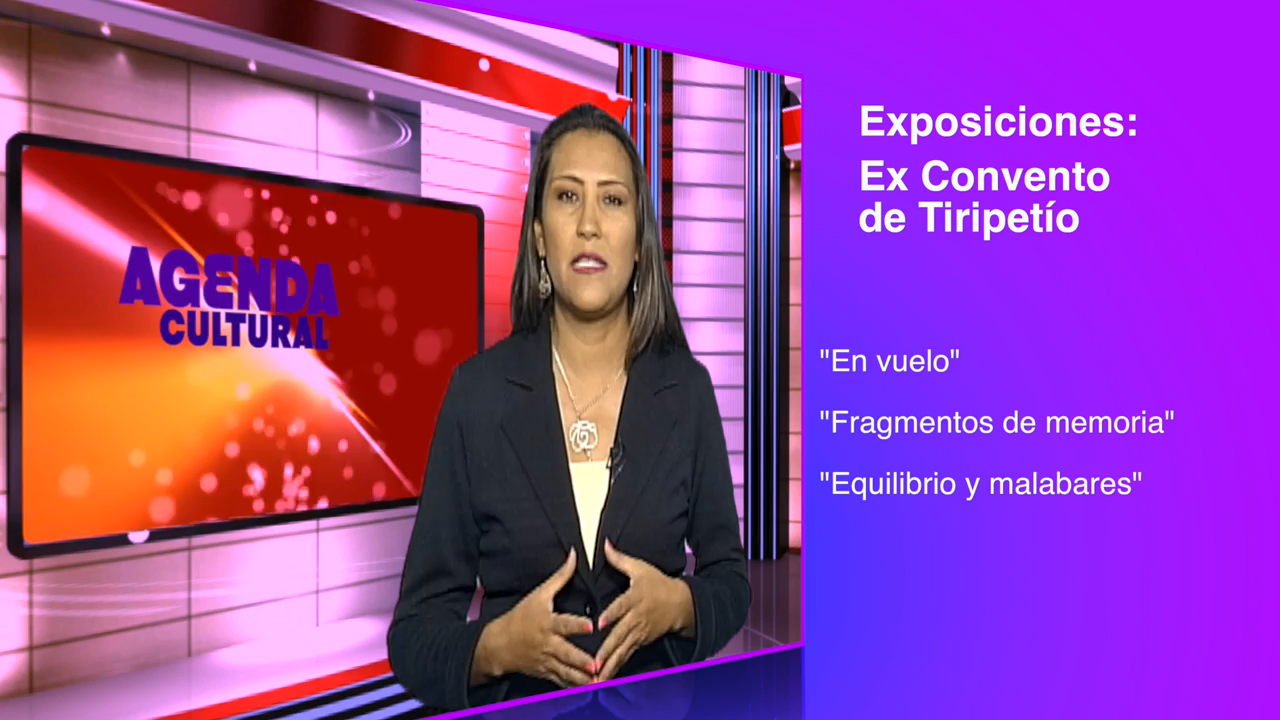 AGENDA
CULTURAL
Exposiciones:
Ex Convento
de Tiripetío
"En vuelo"
"Fragmentos de memoria"
"Equilibrio y malabares"